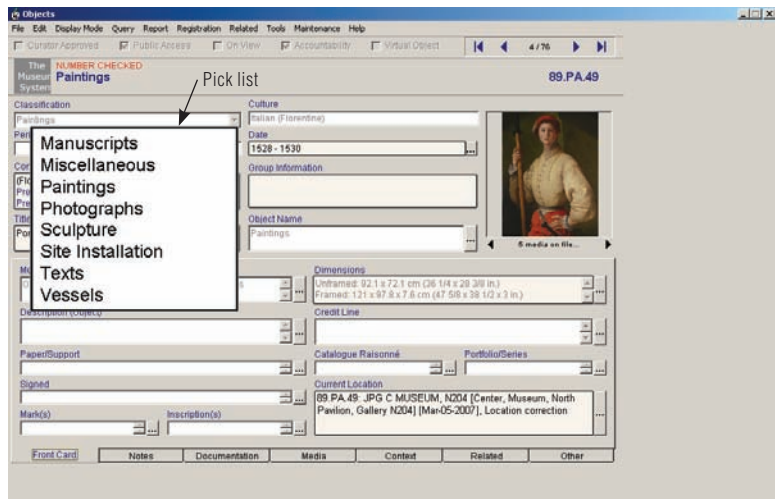 Objects
File Edit Display Mode Query Report Registration Related Tools Maintenance Help
Curator Approved Public Access On View Accountability Virtual Object 4 / 76
The Museum System NUMBER CHECKED
Paintings Pick list 89.PA.49
Classification Culture
Paintings Italian (Florentine)
Date
1528 - 1530
Manuscripts
Miscellaneous
Paintings
Photographs
Sculpture
Site Installation
Texts
Vessels
Group Information
Object Name
Paintings
5 media on file...
Dimensions
Unframed: 92.1 x 72.1 cm (36 1/4 x 28 3/8 in.)
Framed: 121 x 97.8 x 7.6 cm (47 5/8 x 38 1/2 x 3 in.)
Description (Object) Credit Line
Paper/Support Catalogue Raisonné Portfolio/Series
Signed Current Location
89.PA.49: JPG C MUSEUM, N204 [Center, Museum, North
Pavilion, Gallery N204] [Mar-05-2007], Location correction
Mark(s) Inscription(s)
Front Card Notes Documentation Media Context Related Other